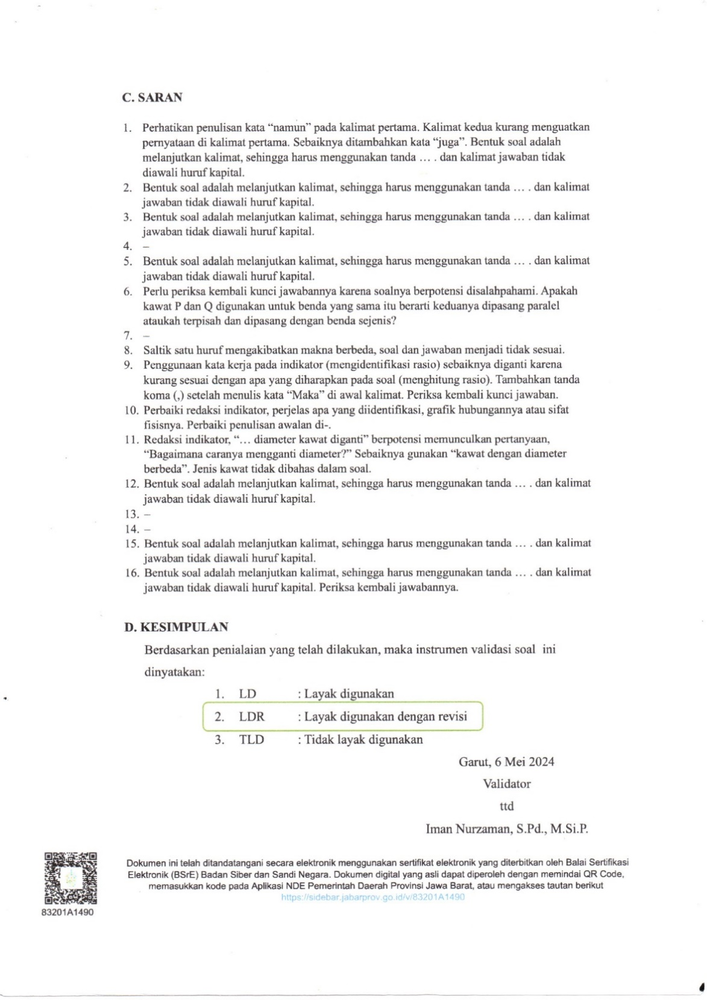 C. SARAN
1. Perhatikan penulisan kata “namun” pada kalimat pertama. Kalimat kedua kurang menguatkan
pernyataan di kalimat pertama. Sebaiknya ditambahkan kata “juga”. Bentuk soal adalah
melanjutkan kalimat, sehingga harus menggunakan tanda … . dan kalimat jawaban tidak
diawali huruf kapital.
2. Bentuk soal adalah melanjutkan kalimat, sehingga harus menggunakan tanda … . dan kalimat
jawaban tidak diawali huruf kapital.
3. Bentuk soal adalah melanjutkan kalimat, sehingga harus menggunakan tanda … . dan kalimat
jawaban tidak diawali huruf kapital.
4. –
5. Bentuk soal adalah melanjutkan kalimat, sehingga harus menggunakan tanda … . dan kalimat
jawaban tidak diawali huruf kapital.
6. Perlu periksa kembali kunci jawabannya karena soalnya berpotensi disalahpahami. Apakah
kawat P dan Q digunakan untuk benda yang sama itu berarti keduanya dipasang paralel
ataukah terpisah dan dipasang dengan benda sejenis?
7. –
8. Saltik satu huruf mengakibatkan makna berbeda, soal dan jawaban menjadi tidak sesuai.
9. Penggunaan kata kerja pada indikator (mengidentifikasi rasio) sebaiknya diganti karena
kurang sesuai dengan apa yang diharapkan pada soal (menghitung rasio). Tambahkan tanda
koma (,) setelah menulis kata “Maka” di awal kalimat. Periksa kembali kunci jawaban.
10. Perbaiki redaksi indikator, perjelas apa yang diidentifikasi, grafik hubungannya atau sifat
fisisnya. Perbaiki penulisan awalan di-.
11. Redaksi indikator, “… diameter kawat diganti” berpotensi memunculkan pertanyaan,
“Bagaimana caranya mengganti diameter?” Sebaiknya gunakan “kawat dengan diameter
berbeda”. Jenis kawat tidak dibahas dalam soal.
12. Bentuk soal adalah melanjutkan kalimat, sehingga harus menggunakan tanda … . dan kalimat
jawaban tidak diawali huruf kapital.
13. –
14. –
15. Bentuk soal adalah melanjutkan kalimat, sehingga harus menggunakan tanda … . dan kalimat
jawaban tidak diawali huruf kapital.
16. Bentuk soal adalah melanjutkan kalimat, sehingga harus menggunakan tanda … . dan kalimat
jawaban tidak diawali huruf kapital. Periksa kembali jawabannya.
D. KESIMPULAN
Berdasarkan penialaian yang telah dilakukan, maka instrumen validasi soal ini
dinyatakan:
1. LD : Layak digunakan
2. LDR : Layak digunakan dengan revisi
3. TLD : Tidak layak digunakan
Garut, 6 Mei 2024
Validator
ttd
Iman Nurzaman, S.Pd., M.Si.P.
Dokumen ini telah ditandatangani secara elektronik menggunakan sertifikat elektronik yang diterbitkan oleh Balai Sertifikasi
Elektronik (BSrE) Badan Siber dan Sandi Negara. Dokumen digital yang asli dapat diperoleh dengan memindai QR Code,
memasukkan kode pada Aplikasi NDE Pemerintah Daerah Provinsi Jawa Barat, atau mengakses tautan berikut
https://sidebar.jabarprov.go.id/v/83201A1490
83201A1490